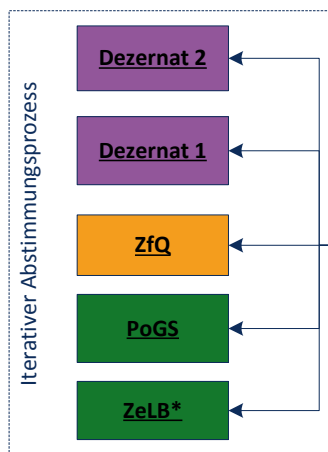 Iterativer Abstimmungsprozess
Dezernat 2
Dezernat 1
ZfQ
PoGS
ZeLB*